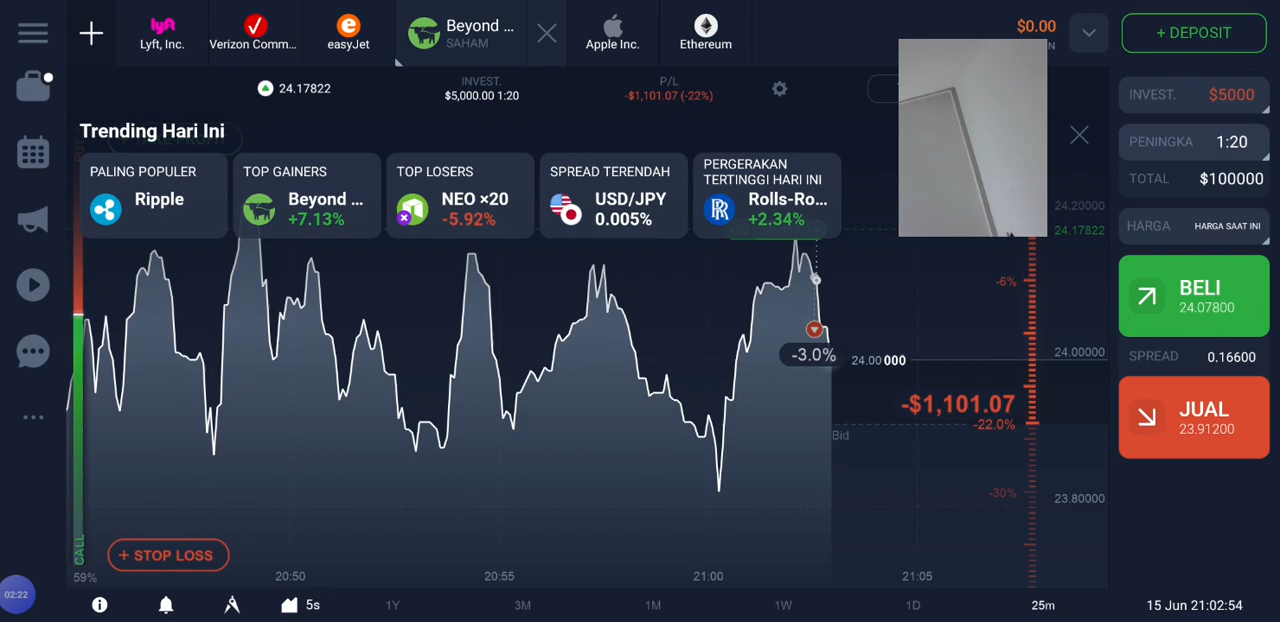 Lyft, Inc.
Verizon Comm...
easyJet
Beyond ...
SAHAM
Apple Inc.
Ethereum
$0.00
+ DEPOSIT
24.17822
INVEST.
$5,000.00 1:20
P/L
-$1,101.07 (-22%)
INVEST. $5000
PENINGKA 1:20
TOTAL $100000
HARGA HARGA SAAT INI
BELI
24.07800
SPREAD 0.16600
JUAL
23.91200
Trending Hari Ini
PALING POPULER
Ripple
TOP GAINERS
Beyond ...
+7.13%
TOP LOSERS
NEO ×20
-5.92%
SPREAD TERENDAH
USD/JPY
0.005%
PERGERAKAN
TERTINGGI HARI INI
Rolls-Ro...
+2.34%
24.20000
24.17822
-6%
-3.0%
24.00000
24.00000
-$1,101.07
-22.0%
Bid
-30%
23.80000
CALL
+ STOP LOSS
59%
20:50
20:55
21:00
21:05
02:22
5s
1Y
3M
1M
1W
1D
25m
15 Jun 21:02:54